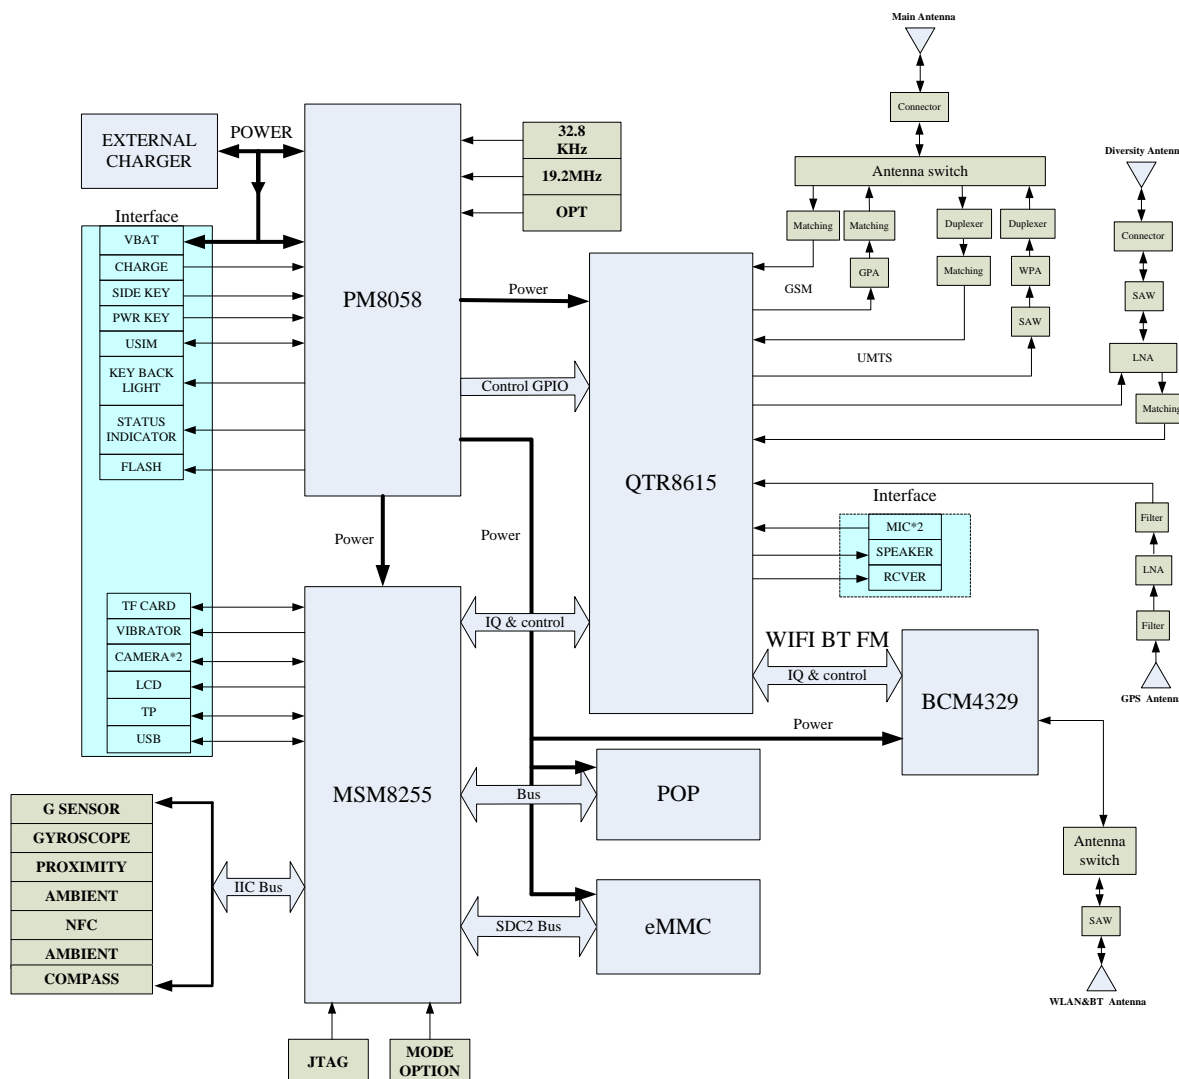 Main Antenna
Connector
Antenna switch
Matching
Matching
Duplexer
Duplexer
GPA
Matching
WPA
SAW
GSM
UMTS
Diversity Antenna
Connector
SAW
LNA
Matching
EXTERNAL
CHARGER
POWER
32.8
KHz
19.2MHz
OPT
Interface
VBAT
CHARGE
SIDE KEY
PWR KEY
USIM
KEY BACK
LIGHT
STATUS
INDICATOR
FLASH
PM8058
Power
Control GPIO
QTR8615
Interface
MIC*2
SPEAKER
RCVER
Filter
LNA
Filter
GPS Antenna
Power
Power
TF CARD
VIBRATOR
CAMERA*2
LCD
TP
USB
IQ & control
WIFI BT FM
IQ & control
BCM4329
Power
MSM8255
Bus
POP
G SENSOR
GYROSCOPE
PROXIMITY
AMBIENT
NFC
AMBIENT
COMPASS
IIC Bus
SDC2 Bus
eMMC
Antenna
switch
SAW
WLAN&BT Antenna
JTAG
MODE
OPTION